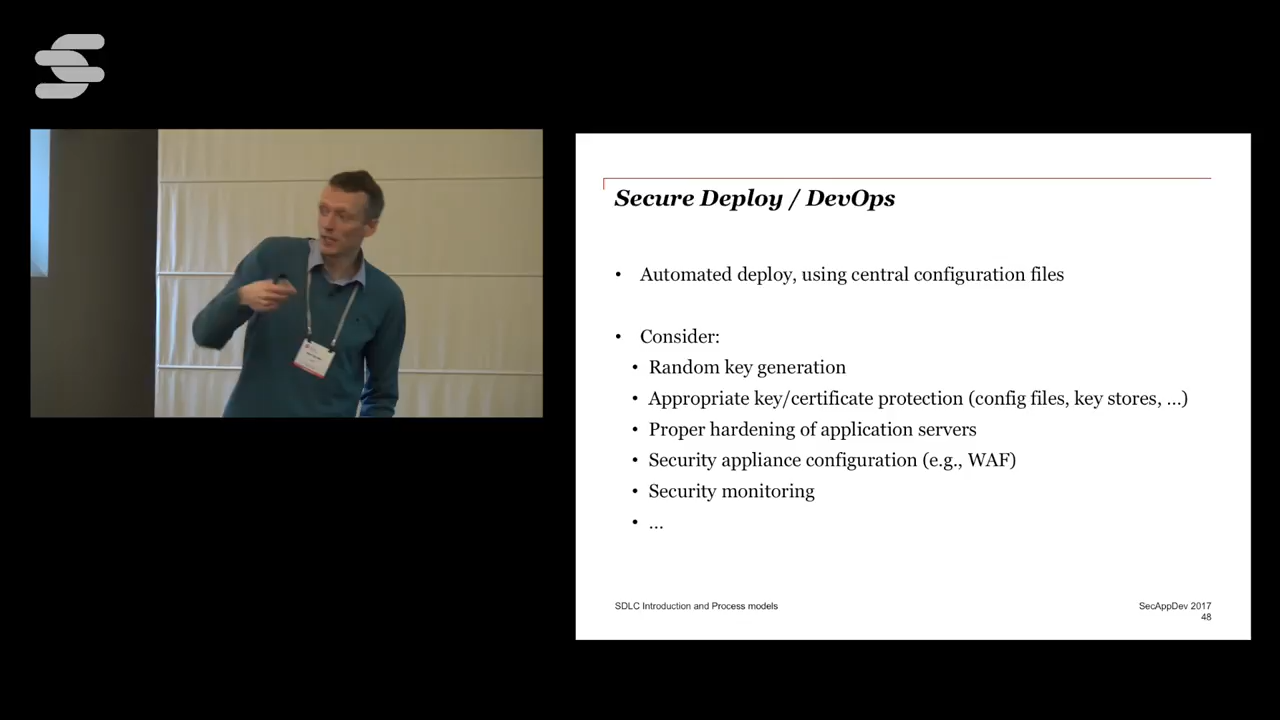 Secure Deploy / DevOps
• Automated deploy, using central configuration files
• Consider:
• Random key generation
• Appropriate key/certificate protection (config files, key stores, ...)
• Proper hardening of application servers
• Security appliance configuration (e.g., WAF)
• Security monitoring
• ...
SDLC Introduction and Process models
SecAppDev 2017
48